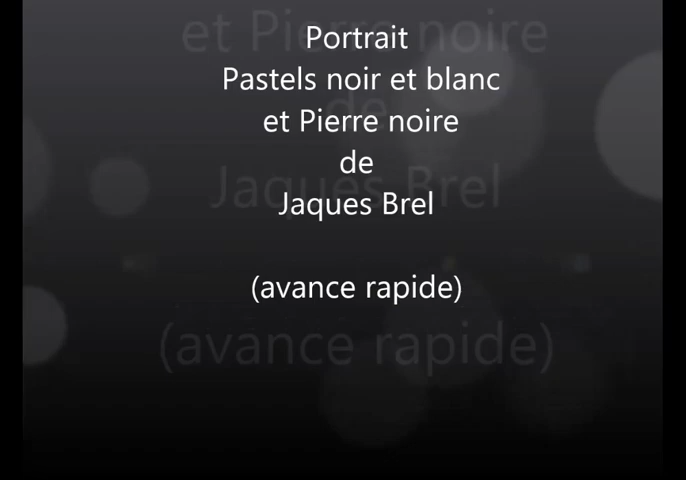 Portrait
Pastels noir et blanc
et Pierre noire
de
Jaques Brel
(avance rapide)